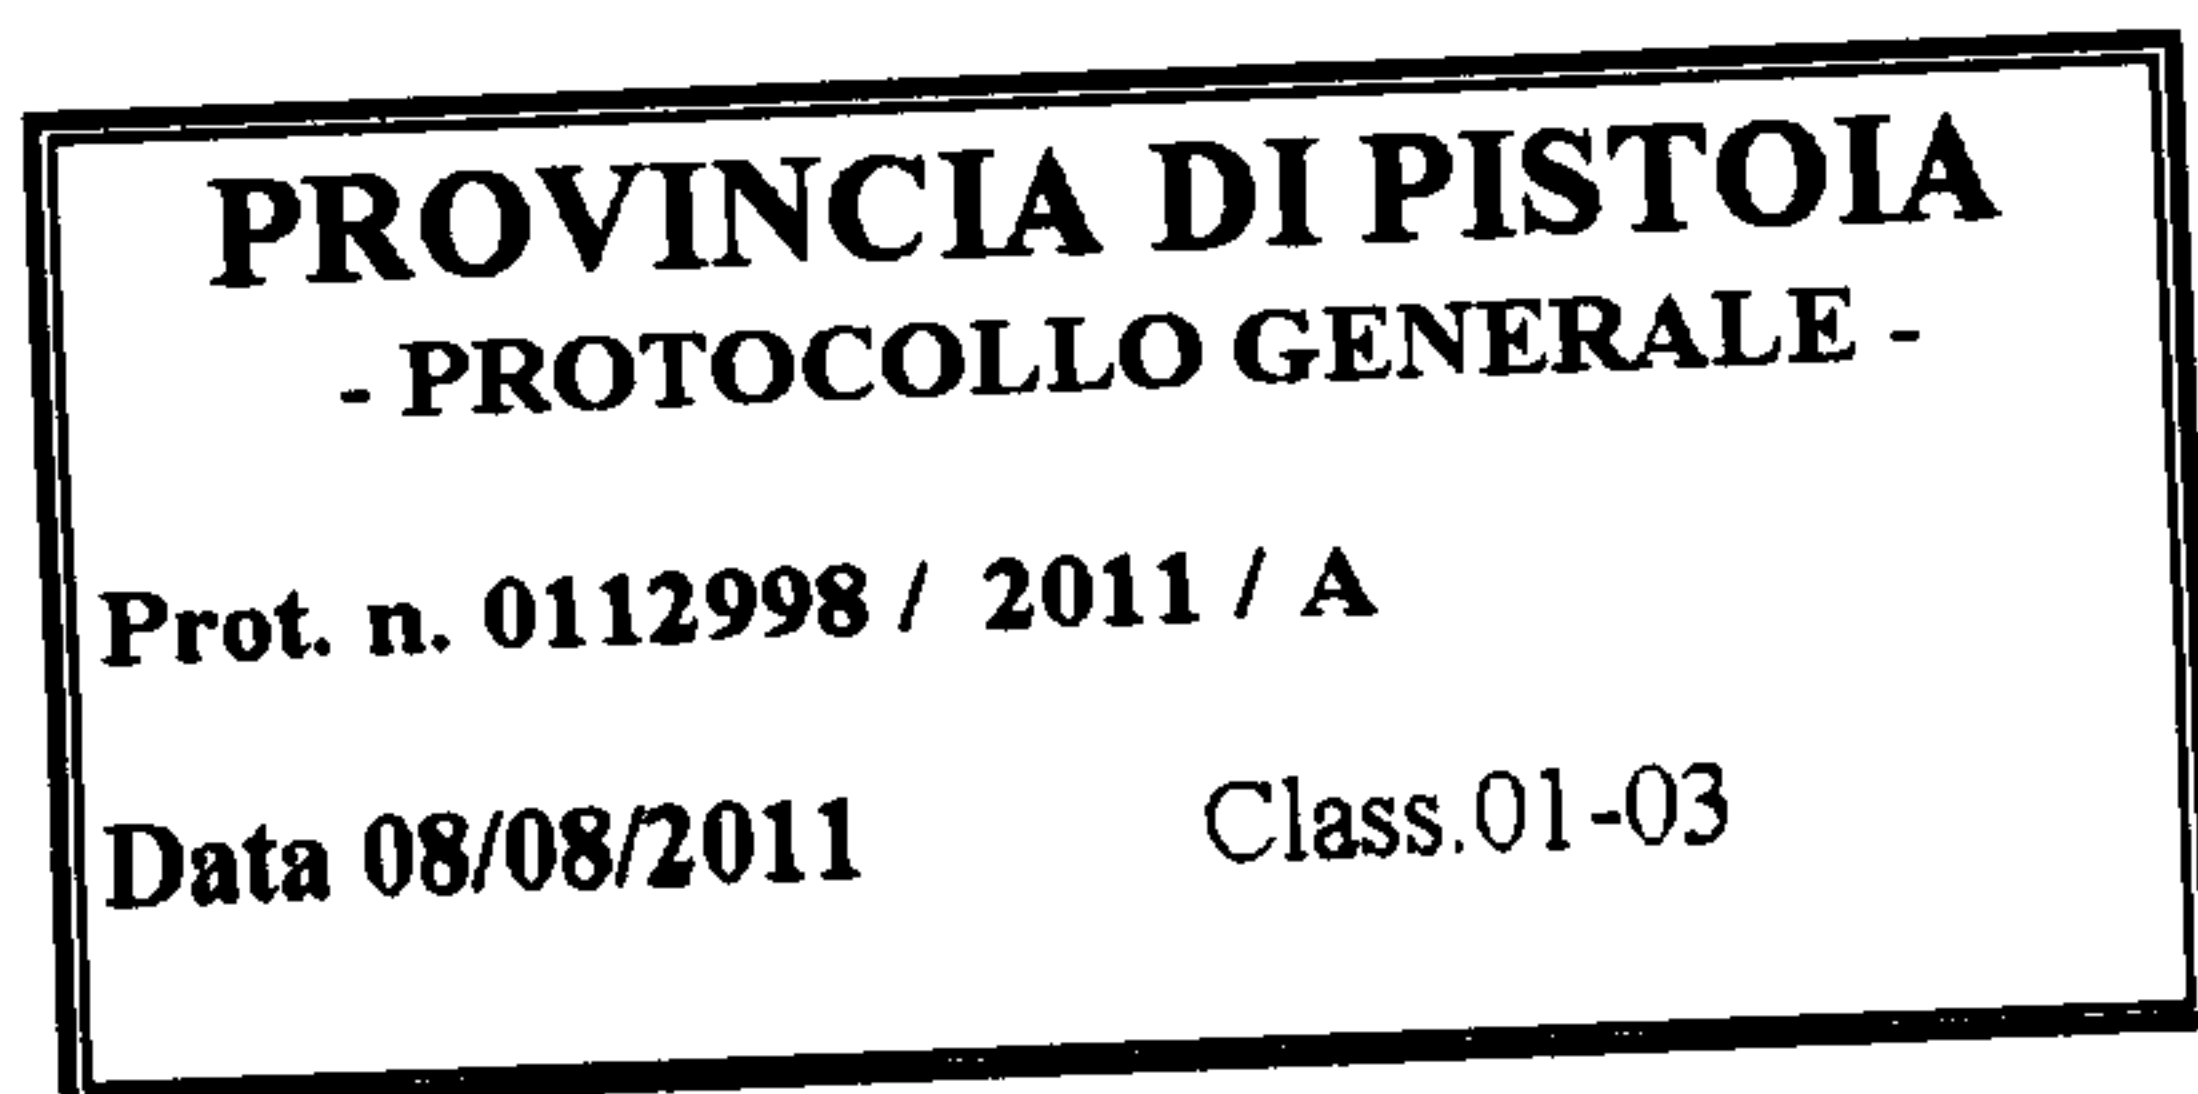 PROVINCIA DI PISTOIA
- PROTOCOLLO GENERALE -
Prot. n. 0112998 / 2011 / A
Data 08/08/2011 Class.01-03